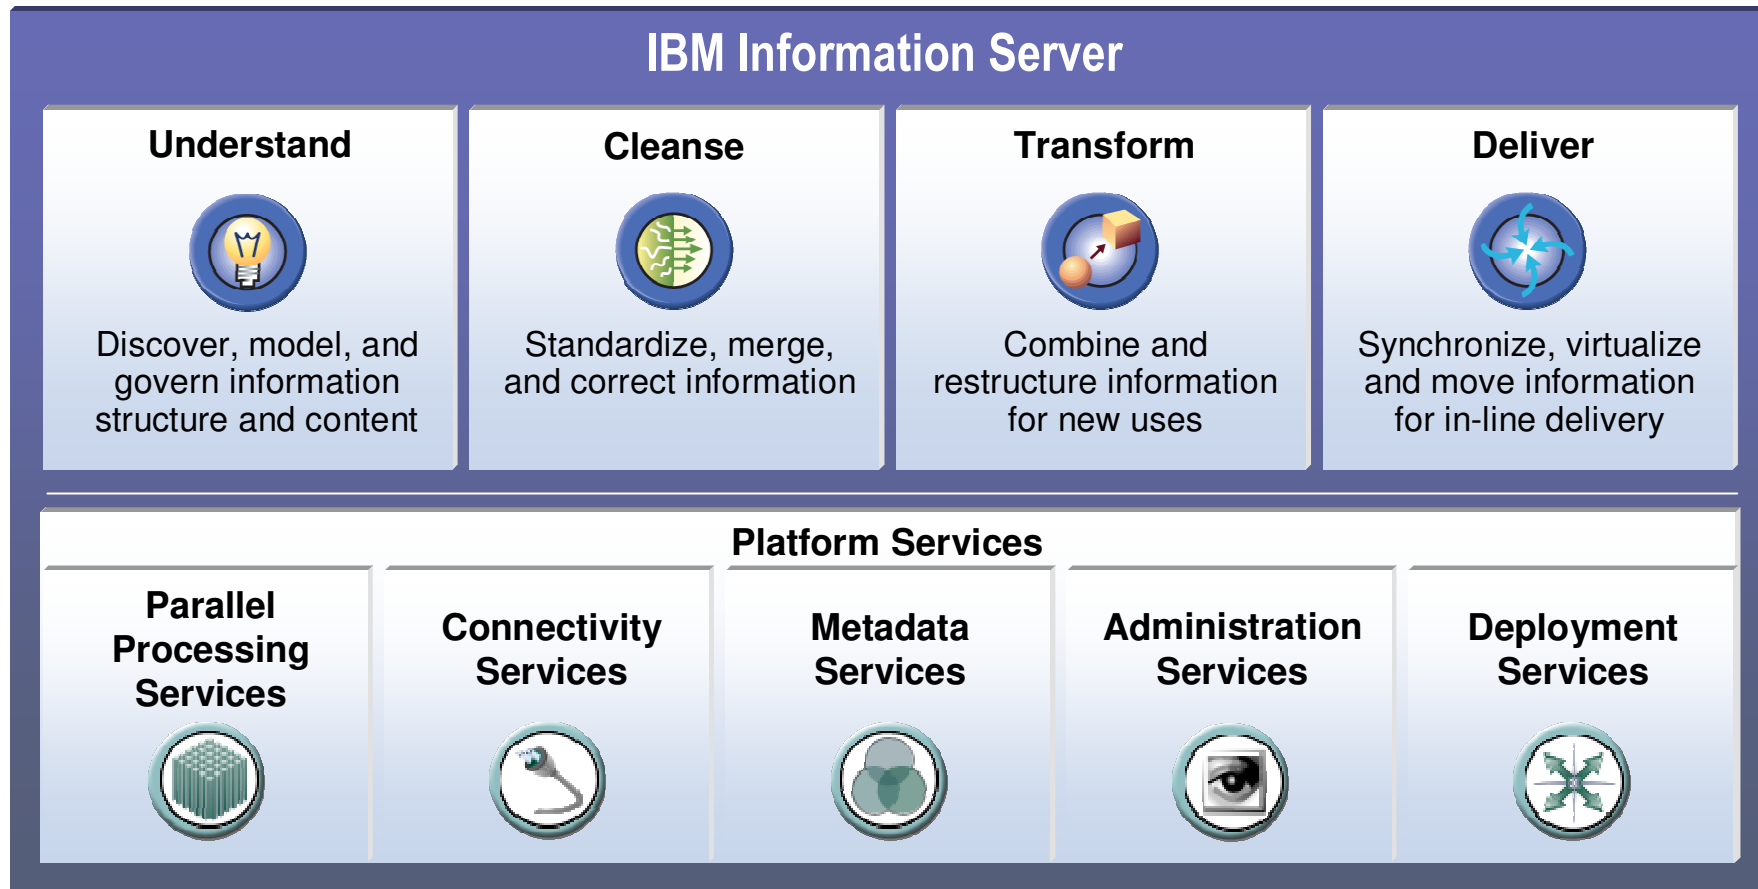 IBM Information Server
Understand
Discover, model, and
govern information
structure and content
Cleanse
Standardize, merge,
and correct information
Transform
Combine and
restructure information
for new uses
Deliver
Synchronize, virtualize
and move information
for in-line delivery
Platform Services
Parallel
Processing
Services
Connectivity
Services
Metadata
Services
Administration
Services
Deployment
Services